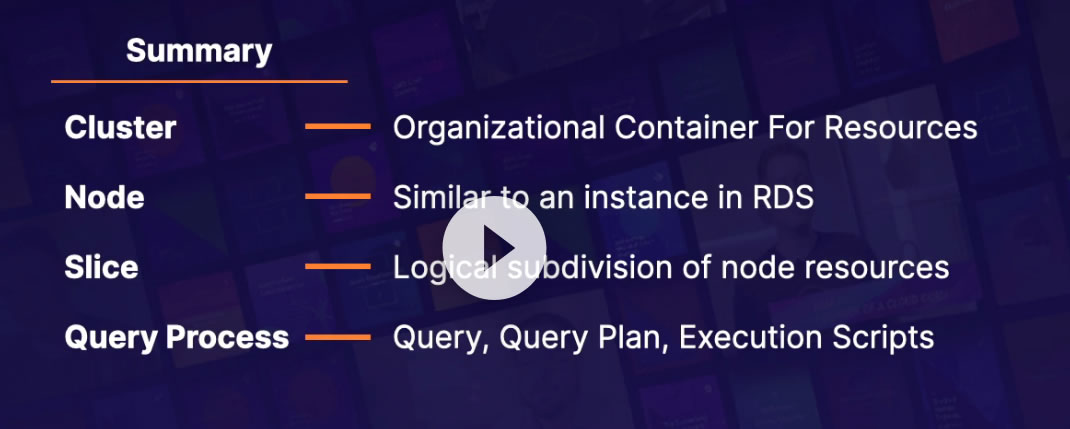 Summary
Cluster — Organizational Container For Resources
Node — Similar to an instance in RDS
Slice — Logical subdivision of node resources
Query Process — Query, Query Plan, Execution Scripts